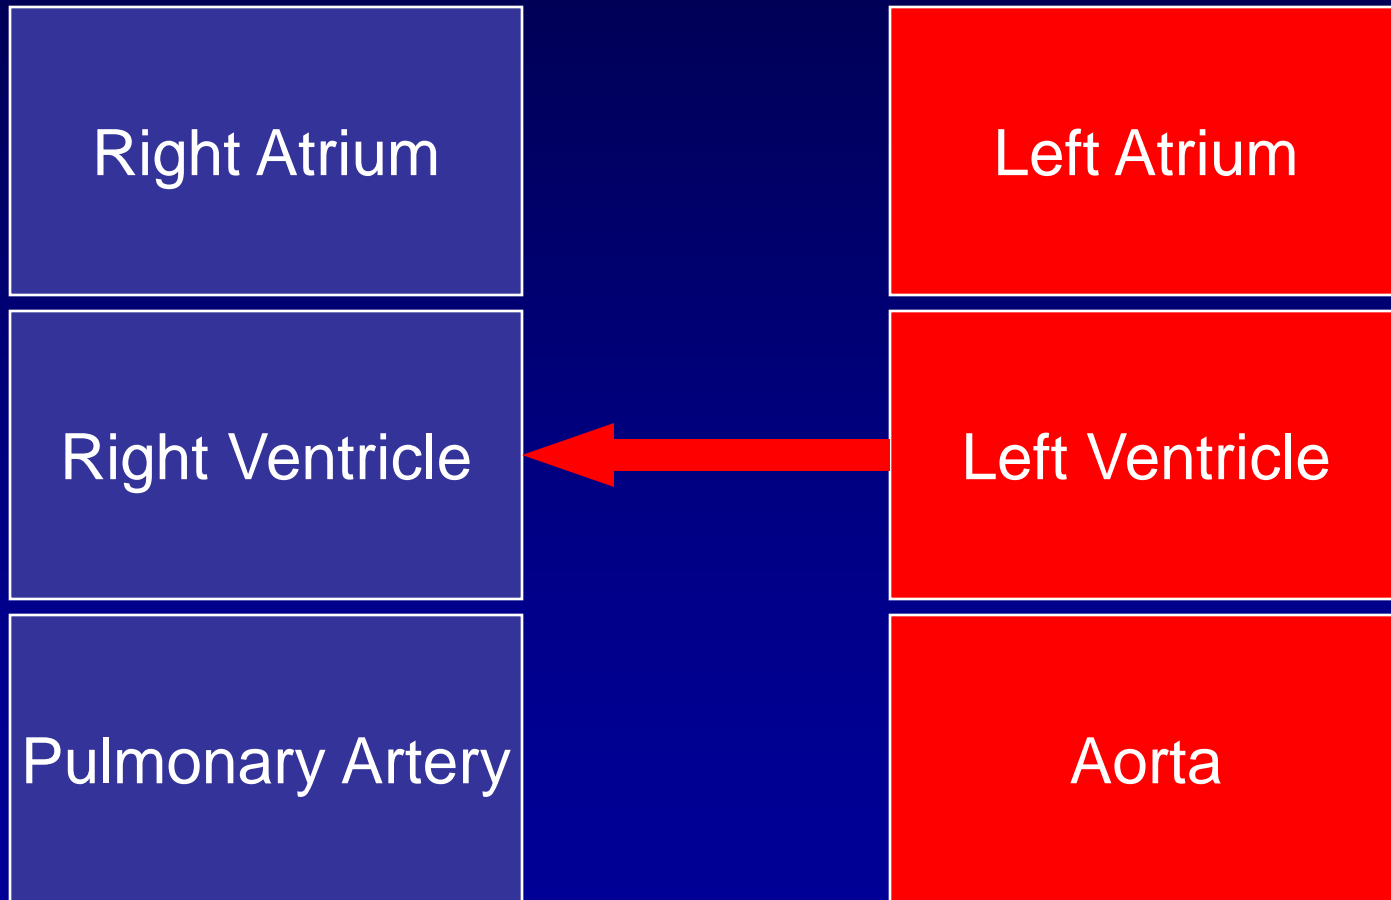 Right Atrium
Left Atrium
Right Ventricle
Left Ventricle
Pulmonary Artery
Aorta